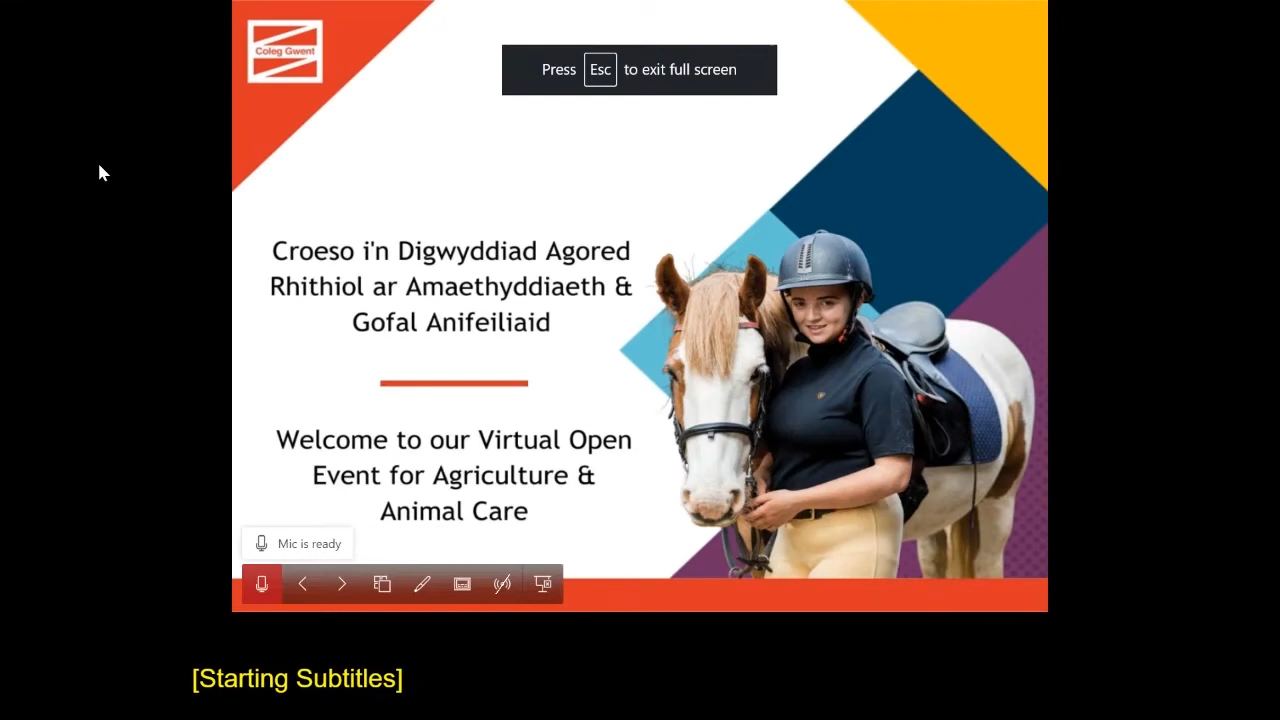 Coleg Gwent
Press Esc to exit full screen
Croeso i'n Digwyddiad Agored
Rhithiol ar Amaethyddiaeth &
Gofal Anifeiliaid
Welcome to our Virtual Open
Event for Agriculture &
Animal Care
Mic is ready
[Starting Subtitles]